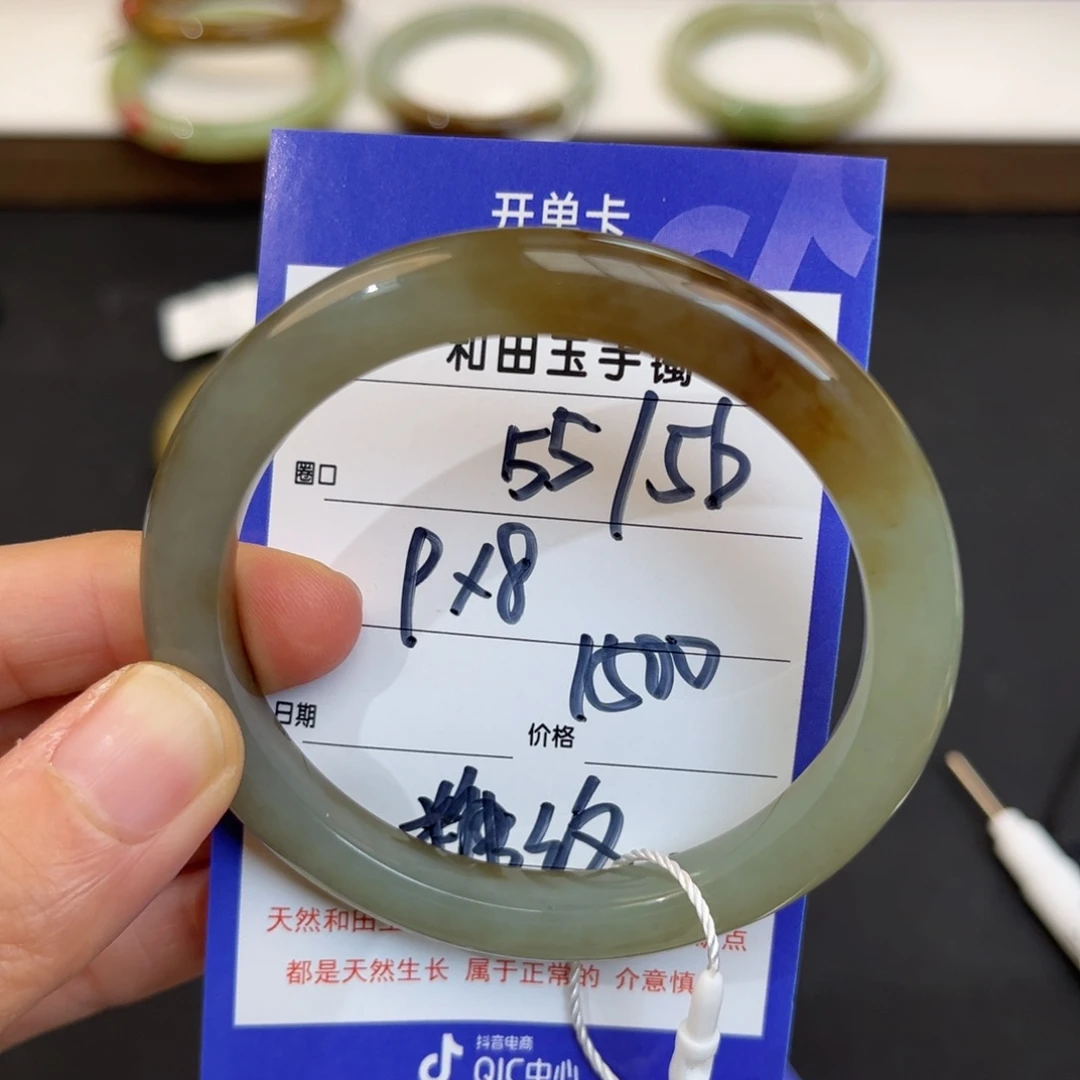 开单卡
和田玉手镯
圈口 55/56
P×8
1500
日期 价格
糖
天然和田玉 点
都是天然生长 属于正常的 介意慎
抖音电商
QIC中心